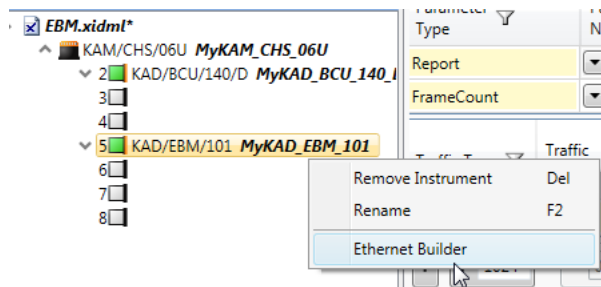 EBM.xidml*
KAM/CHS/06U MyKAM_CHS_06U
2 KAD/BCU/140/D
3
4
5 KAD/EBM/101 MyKAD_EBM_101
6
7
8
Parameter
Type
Report
FrameCount
Traffic
Remove Instrument Del
Rename F2
Ethernet Builder